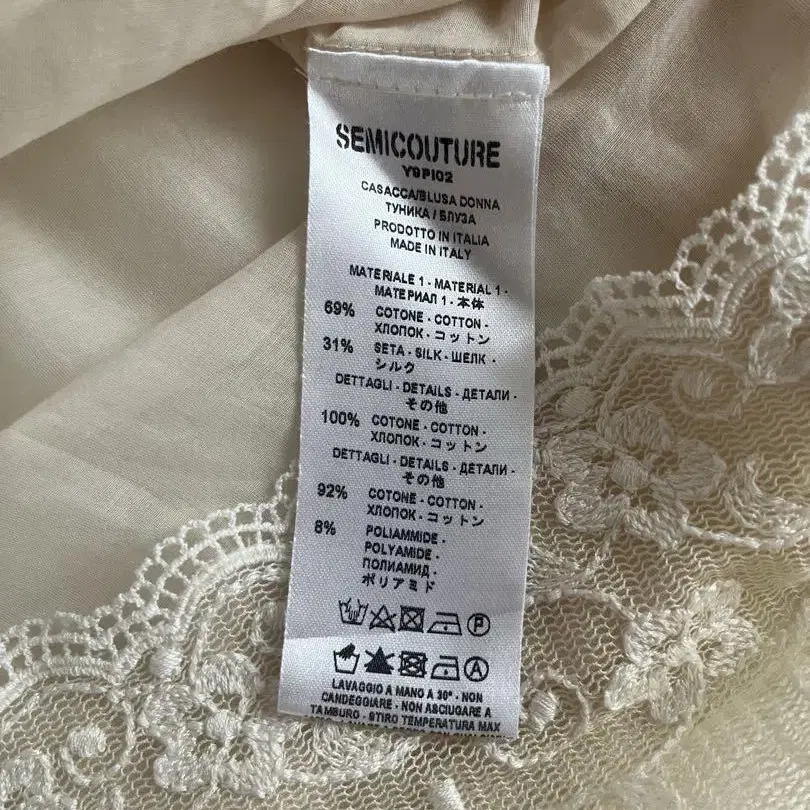 SEMICOUTURE
Y9PI02
CASACCA/BLUSA DONNA
ТУНИКА / БЛУЗА
PRODOTTO IN ITALIA
MADE IN ITALY
MATERIALE 1 - MATERIAL 1 -
МАТЕРИАЛ 1 - 本体
69% COTONE - COTTON -
ХЛОПОК - コットン
31% SETA - SILK - ШЕЛК -
シルク
DETTAGLI - DETAILS - ДЕТАЛИ -
その他
100% COTONE - COTTON -
ХЛОПОК - コットン
DETTAGLI - DETAILS - ДЕТАЛИ -
その他
92% COTONE - COTTON -
ХЛОПОК - コットン
8% POLIAMMIDE -
POLYAMIDE -
ПОЛИАМИД -
ポリアミド
P
A
LAVAGGIO A MANO A 30° - NON
CANDEGGIARE - NON ASCIUGARE A
TAMBURO - STIRO TEMPERATURA MAX